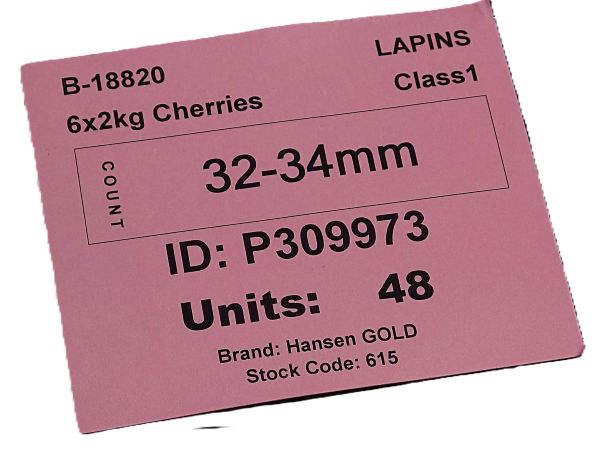 B-18820 LAPINS
6x2kg Cherries Class1
COUNT 32-34mm
ID: P309973
Units: 48
Brand: Hansen GOLD
Stock Code: 615